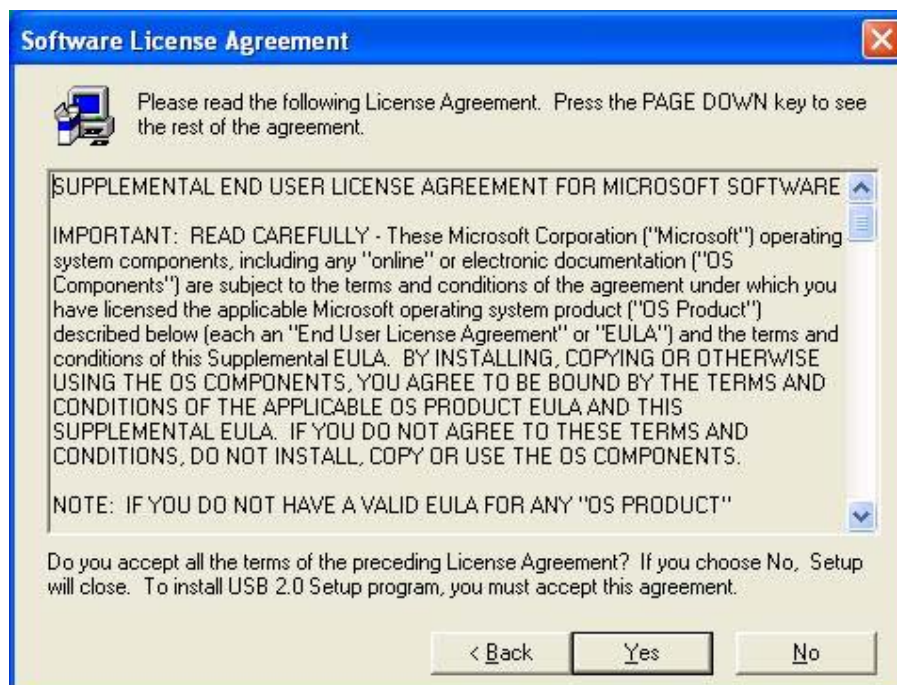 Software License Agreement
Please read the following License Agreement. Press the PAGE DOWN key to see
the rest of the agreement.
SUPPLEMENTAL END USER LICENSE AGREEMENT FOR MICROSOFT SOFTWARE
IMPORTANT: READ CAREFULLY - These Microsoft Corporation ("Microsoft") operating
system components, including any "online" or electronic documentation ("OS
Components") are subject to the terms and conditions of the agreement under which you
have licensed the applicable Microsoft operating system product ("OS Product")
described below (each an "End User License Agreement" or "EULA") and the terms and
conditions of this Supplemental EULA. BY INSTALLING, COPYING OR OTHERWISE
USING THE OS COMPONENTS, YOU AGREE TO BE BOUND BY THE TERMS AND
CONDITIONS OF THE APPLICABLE OS PRODUCT EULA AND THIS
SUPPLEMENTAL EULA. IF YOU DO NOT AGREE TO THESE TERMS AND
CONDITIONS, DO NOT INSTALL, COPY OR USE THE OS COMPONENTS.
NOTE: IF YOU DO NOT HAVE A VALID EULA FOR ANY "OS PRODUCT"
Do you accept all the terms of the preceding License Agreement? If you choose No, Setup
will close. To install USB 2.0 Setup program, you must accept this agreement.
< Back Yes No